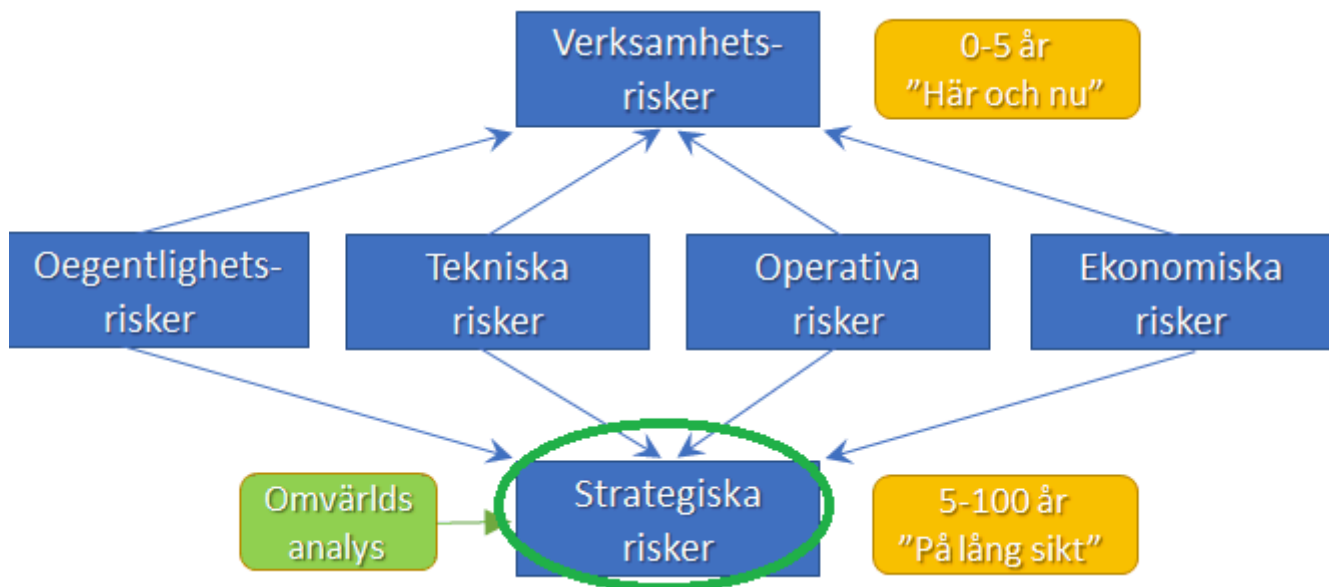 Verksamhets-
risker
0-5 år
”Här och nu”
Oegentlighets-
risker
Tekniska
risker
Operativa
risker
Ekonomiska
risker
Omvärlds
analys
Strategiska
risker
5-100 år
”På lång sikt”